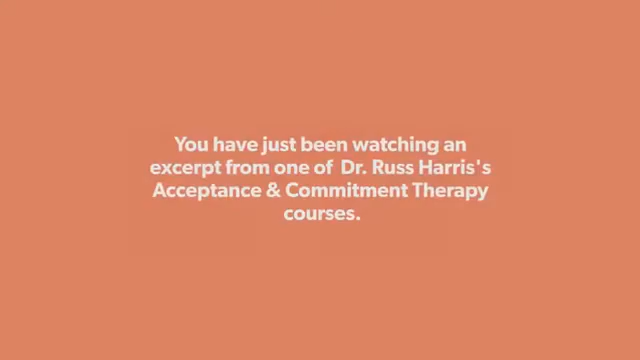 You have just been watching an
excerpt from one of Dr. Russ Harris's
Acceptance & Commitment Therapy
courses.